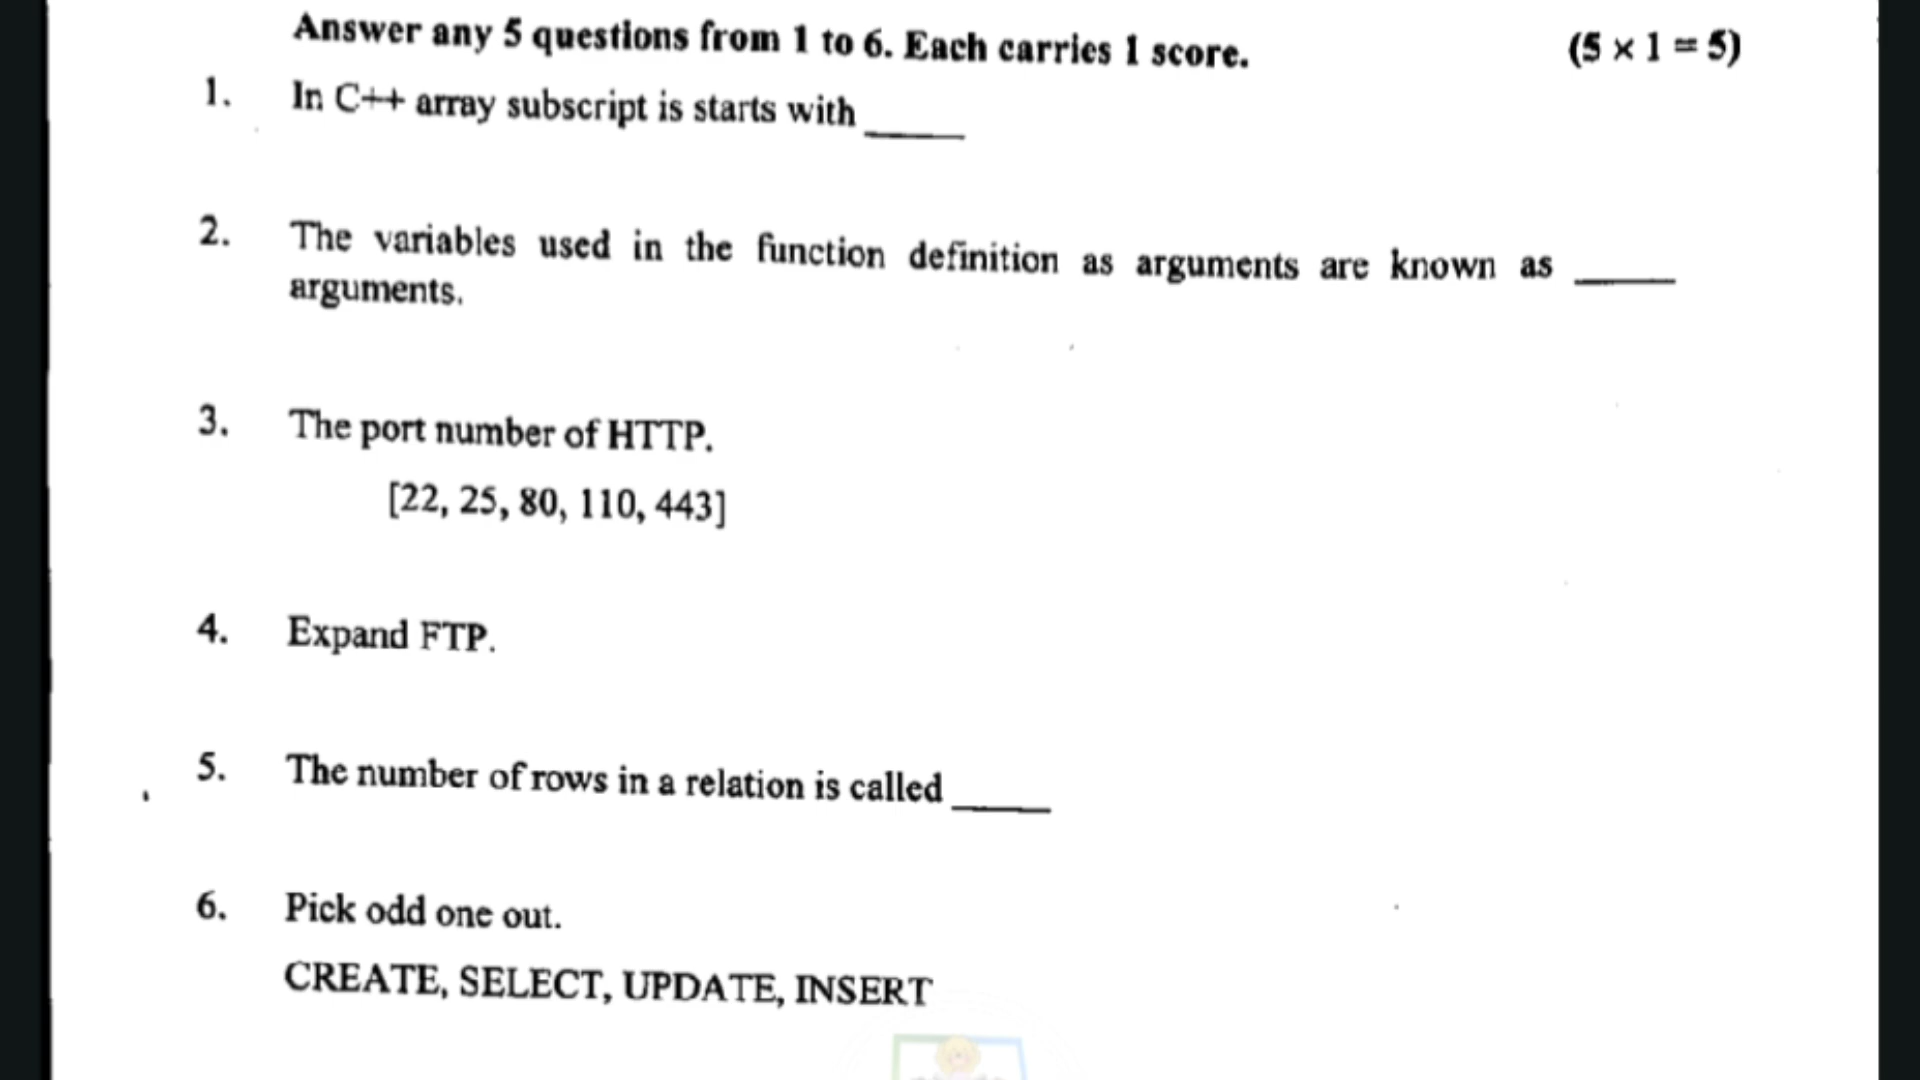 Answer any 5 questions from 1 to 6. Each carries 1 score. (5 × 1 = 5)
1. In C++ array subscript is starts with _____
2. The variables used in the function definition as arguments are known as _____
arguments.
3. The port number of HTTP.
[22, 25, 80, 110, 443]
4. Expand FTP.
5. The number of rows in a relation is called _____
6. Pick odd one out.
CREATE, SELECT, UPDATE, INSERT